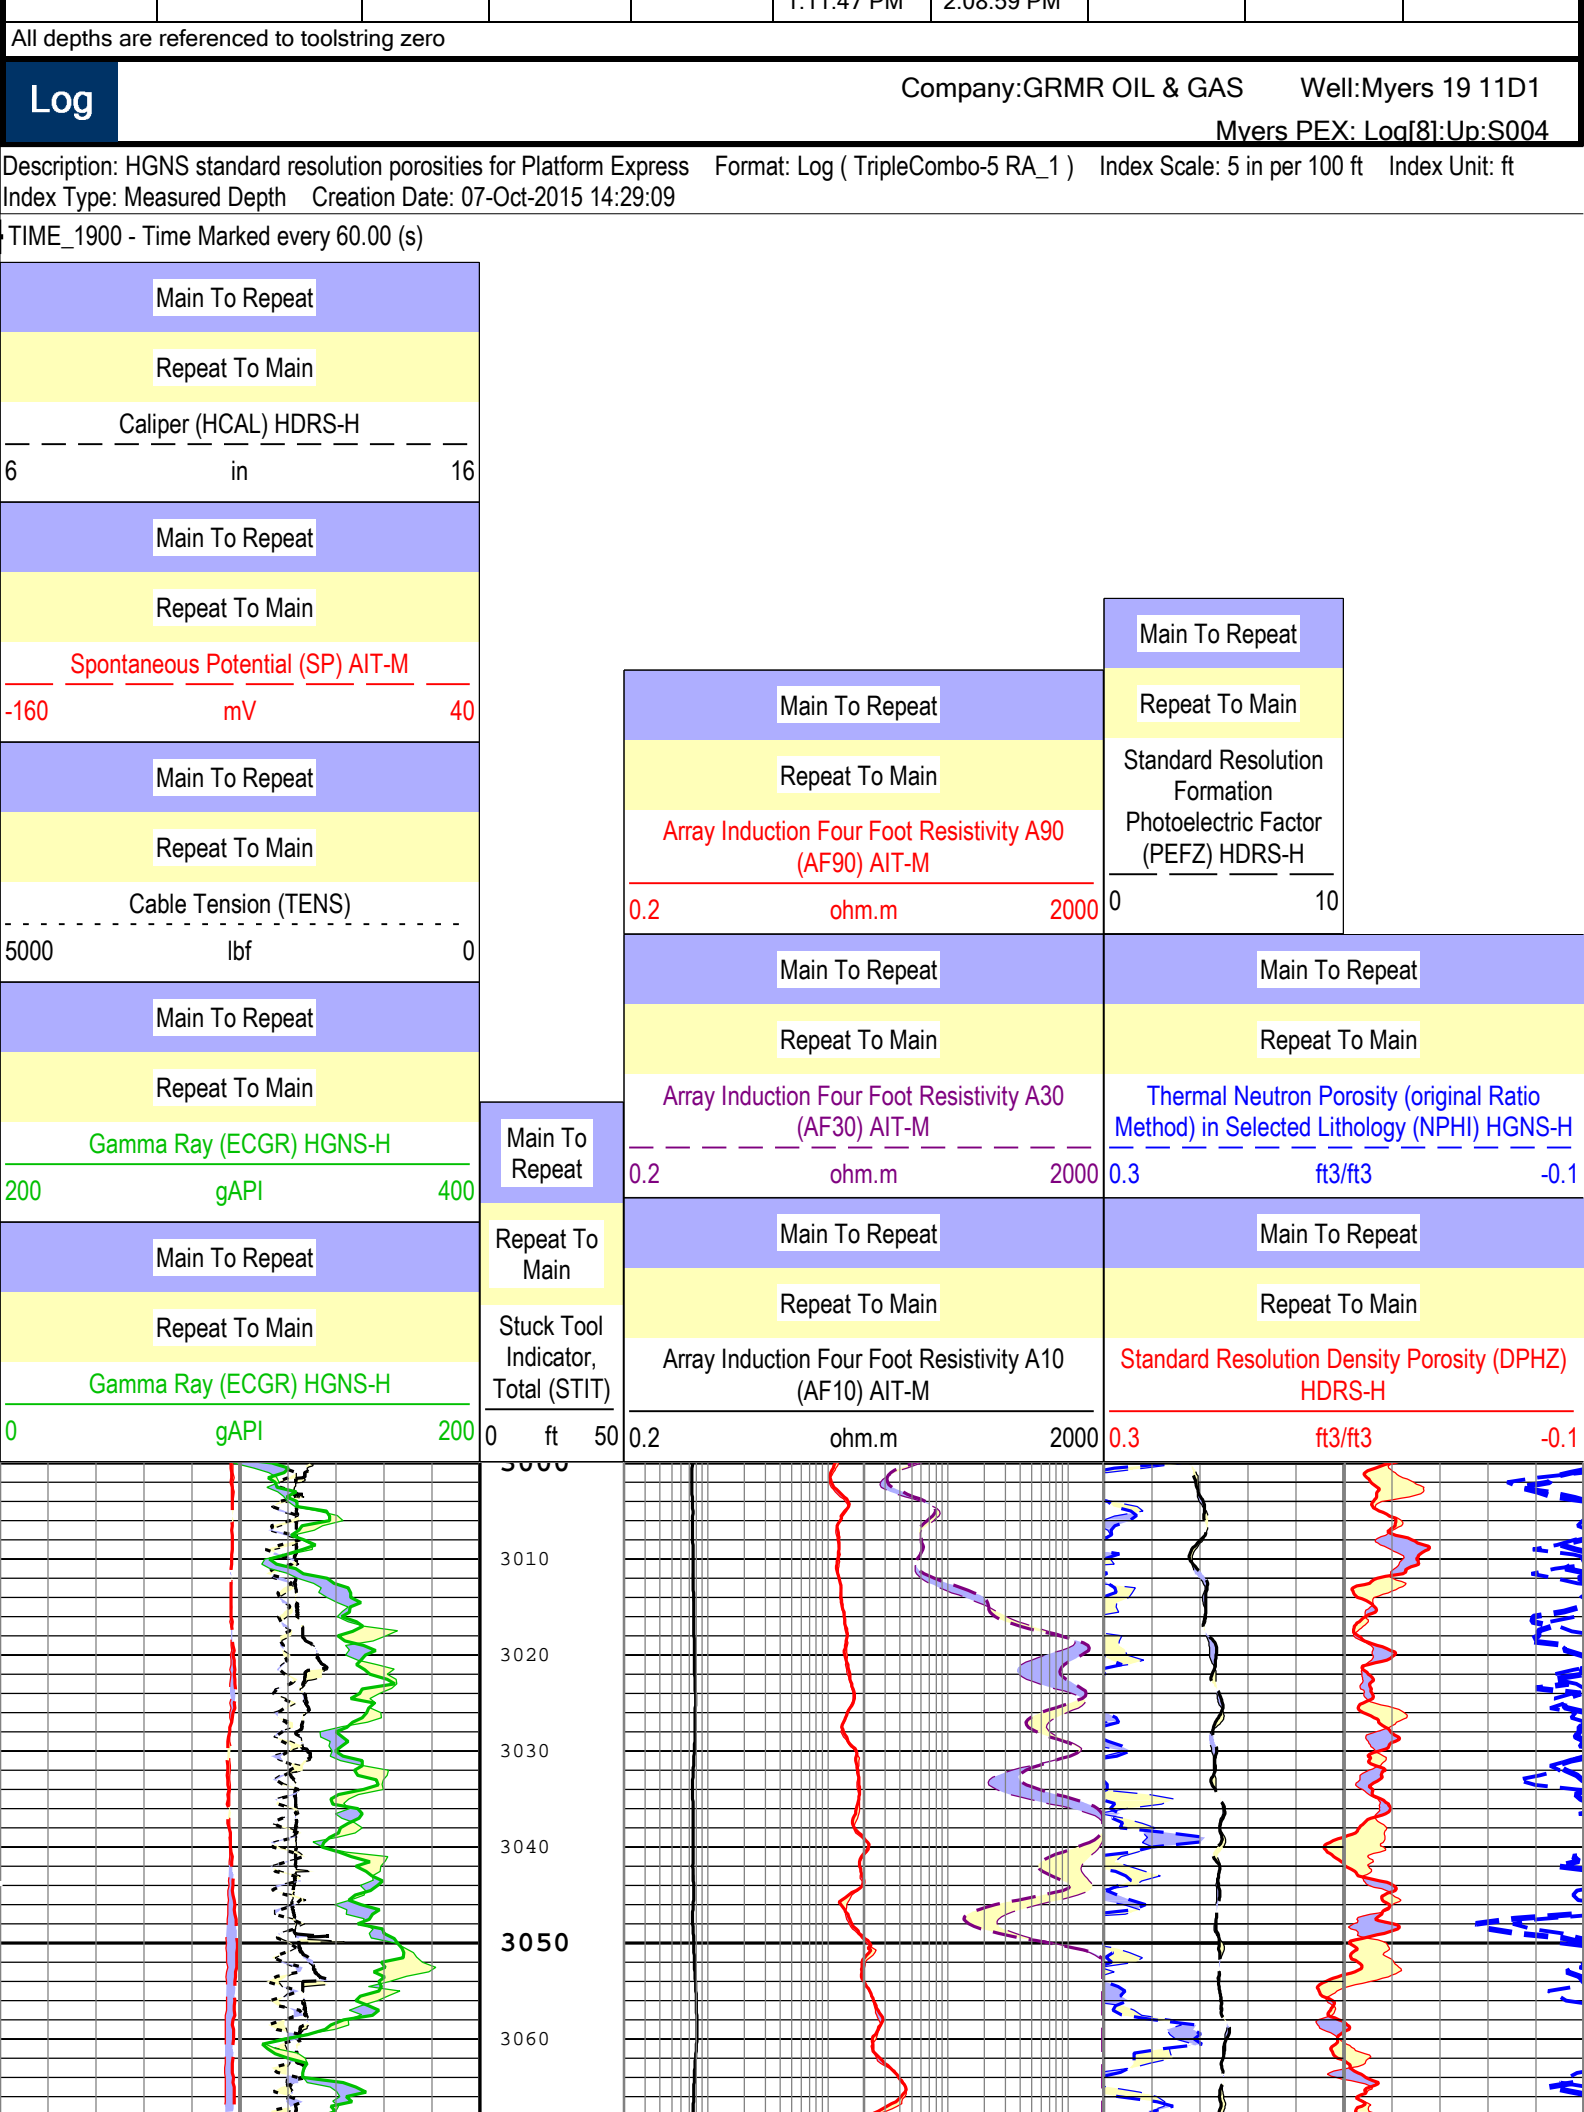 1:11:47 PM 2:08:59 PM
All depths are referenced to toolstring zero
Log
Company:GRMR OIL & GAS Well:Myers 19 11D1
Myers PEX: Log[8]:Up:S004
Description: HGNS standard resolution porosities for Platform Express Format: Log ( TripleCombo-5 RA_1 ) Index Scale: 5 in per 100 ft Index Unit: ft
Index Type: Measured Depth Creation Date: 07-Oct-2015 14:29:09
TIME_1900 - Time Marked every 60.00 (s)
Main To Repeat
Repeat To Main
Caliper (HCAL) HDRS-H
6 in 16
Main To Repeat
Repeat To Main
Spontaneous Potential (SP) AIT-M
-160 mV 40
Main To Repeat
Repeat To Main
Cable Tension (TENS)
5000 lbf 0
Main To Repeat
Repeat To Main
Gamma Ray (ECGR) HGNS-H
200 gAPI 400
Main To Repeat
Repeat To Main
Gamma Ray (ECGR) HGNS-H
0 gAPI 200
Main To
Repeat
Repeat To
Main
Stuck Tool
Indicator,
Total (STIT)
0 ft 50
Main To Repeat
Repeat To Main
Array Induction Four Foot Resistivity A90
(AF90) AIT-M
0.2 ohm.m 2000
Main To Repeat
Repeat To Main
Array Induction Four Foot Resistivity A30
(AF30) AIT-M
0.2 ohm.m 2000
Main To Repeat
Repeat To Main
Array Induction Four Foot Resistivity A10
(AF10) AIT-M
0.2 ohm.m 2000
Main To Repeat
Repeat To Main
Standard Resolution
Formation
Photoelectric Factor
(PEFZ) HDRS-H
0 10
Main To Repeat
Repeat To Main
Thermal Neutron Porosity (original Ratio
Method) in Selected Lithology (NPHI) HGNS-H
0.3 ft3/ft3 -0.1
Main To Repeat
Repeat To Main
Standard Resolution Density Porosity (DPHZ)
HDRS-H
0.3 ft3/ft3 -0.1
3000
3010
3020
3030
3040
3050
3060